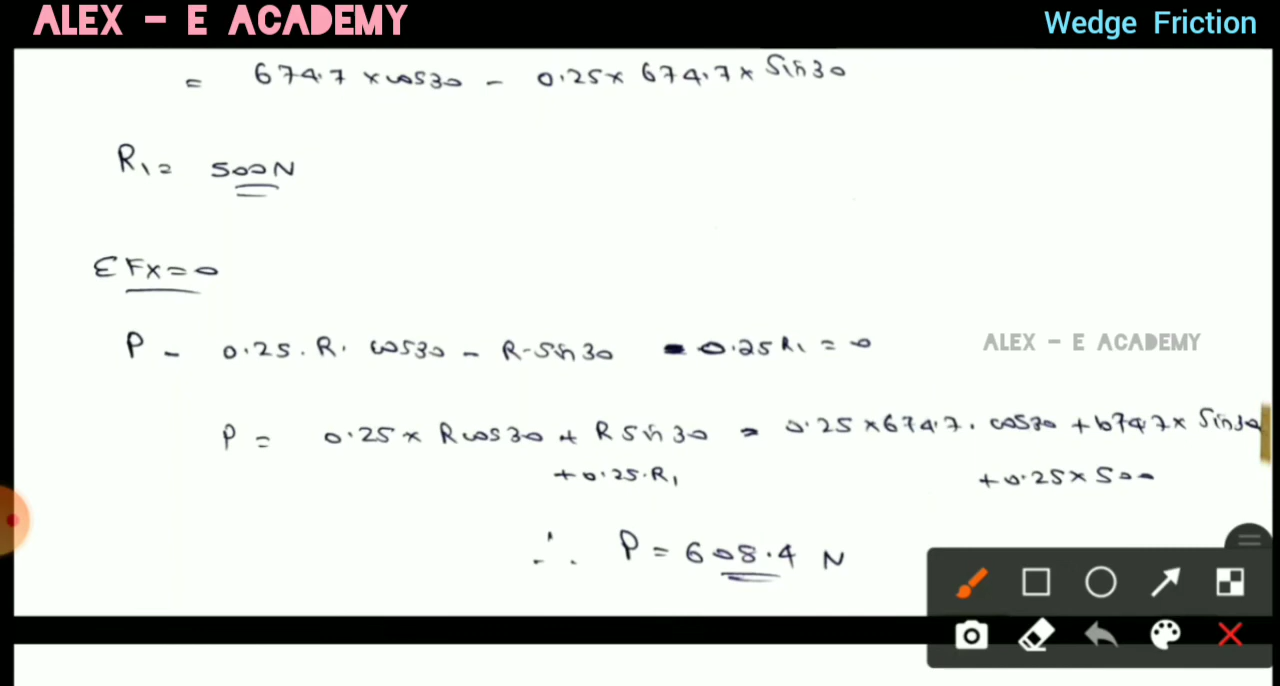 ALEX - E ACADEMY
Wedge Friction
= 674.7 x cos30 - 0.25 x 674.7 x Sin30
R1 = 500N
ΣFx = 0
P - 0.25 . R . cos30 - R . Sin30 - 0.25R1 = 0
ALEX - E ACADEMY
P = 0.25 x R cos30 + R Sin30 = 0.25 x 674.7 . cos30 + 674.7 x Sin30
+ 0.25 . R1 + 0.25 x 500
∴ P = 608.4 N